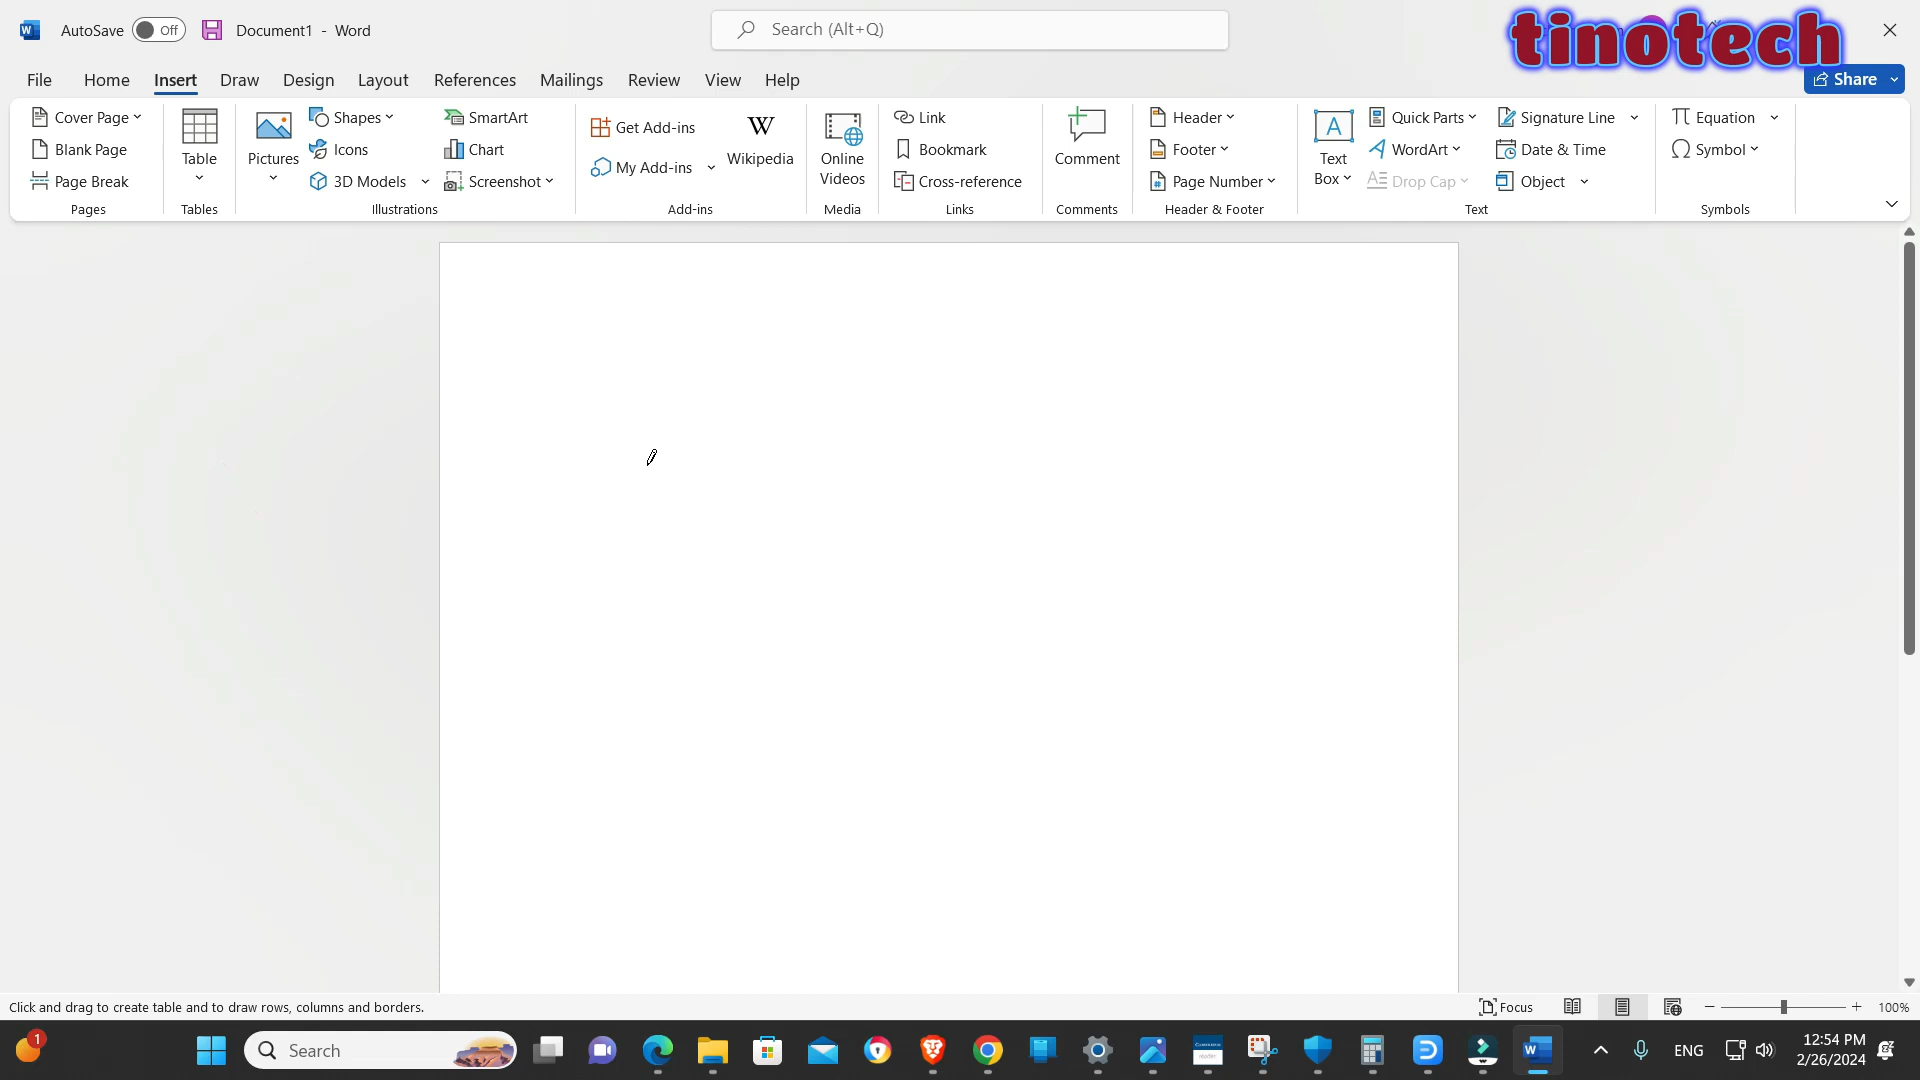 AutoSave Off Document1 - Word Search (Alt+Q) tinotech
File Home Insert Draw Design Layout References Mailings Review View Help Share
Cover Page
Blank Page
Page Break
Pages
Table
Tables
Pictures
Shapes
Icons
3D Models
SmartArt
Chart
Screenshot
Illustrations
Get Add-ins
My Add-ins
W
Wikipedia
Add-ins
Online
Videos
Media
Link
Bookmark
Cross-reference
Links
Comment
Comments
Header
Footer
Page Number
Header & Footer
A
Text
Box
Quick Parts
WordArt
Drop Cap
Signature Line
Date & Time
Object
Text
Equation
Symbol
Symbols
Click and drag to create table and to draw rows, columns and borders. Focus 100%
1 Search ENG 12:54 PM
2/26/2024